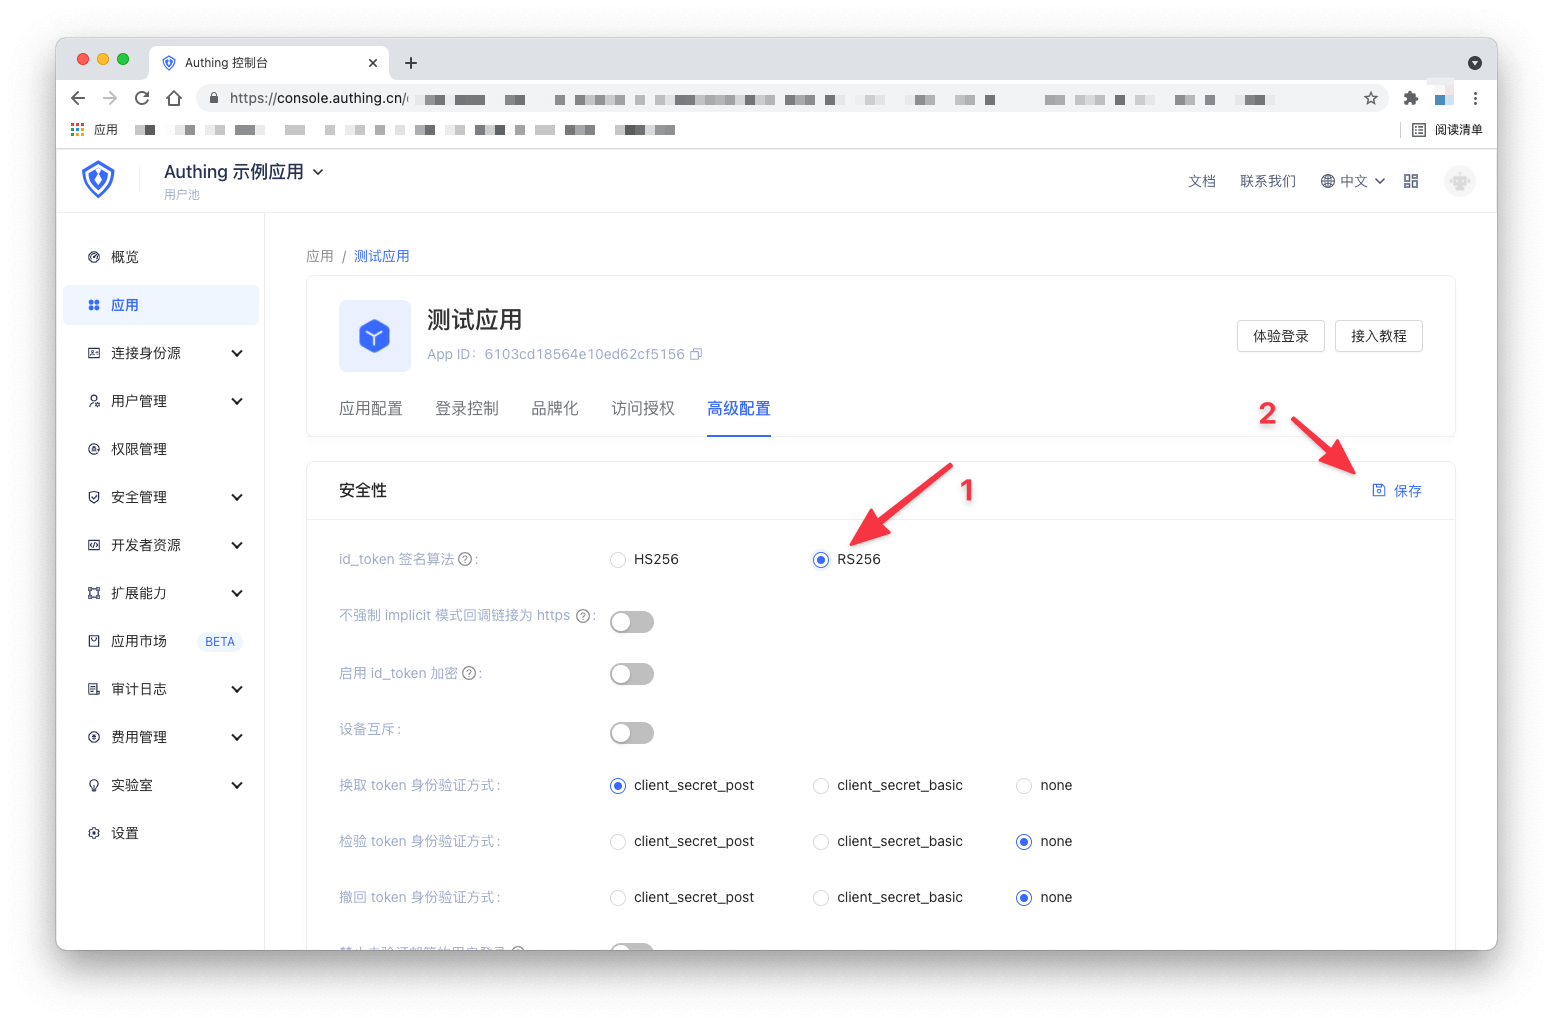 Authing 控制台
https://console.authing.cn/
应用
阅读清单
Authing 示例应用
用户池
文档
联系我们
中文
概览
应用
连接身份源
用户管理
权限管理
安全管理
开发者资源
扩展能力
应用市场 BETA
审计日志
费用管理
实验室
设置
应用 / 测试应用
测试应用
App ID: 6103cd18564e10ed62cf5156
体验登录
接入教程
应用配置 登录控制 品牌化 访问授权 高级配置
2
1
安全性
保存
id_token 签名算法 ? : HS256 RS256
不强制 implicit 模式回调链接为 https ? :
启用 id_token 加密 ? :
设备互斥:
换取 token 身份验证方式: client_secret_post client_secret_basic none
检验 token 身份验证方式: client_secret_post client_secret_basic none
撤回 token 身份验证方式: client_secret_post client_secret_basic none